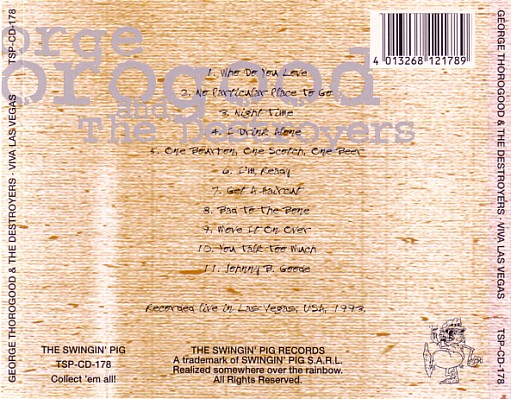 GEORGE THOROGOOD & THE DESTROYERS · VIVA LAS VEGAS TSP-CD-178
orge
orogood
and
The Destroyers
4 013268 121789
1. Who Do You Love
2. No Particular Place To Go
3. Night Time
4. I Drink Alone
5. One Bourbon, One Scotch, One Beer
6. I'm Ready
7. Get A Haircut
8. Bad To The Bone
9. Move It On Over
10. You Talk Too Much
11. Johnny B. Goode
Recorded live in Las Vegas, USA, 1993
THE SWINGIN' PIG
TSP-CD-178
Collect 'em all!
THE SWINGIN' PIG RECORDS
A trademark of SWINGIN' PIG S.A.R.L.
Realized somewhere over the rainbow.
All Rights Reserved.
GEORGE THOROGOOD & THE DESTROYERS · VIVA LAS VEGAS TSP-CD-178